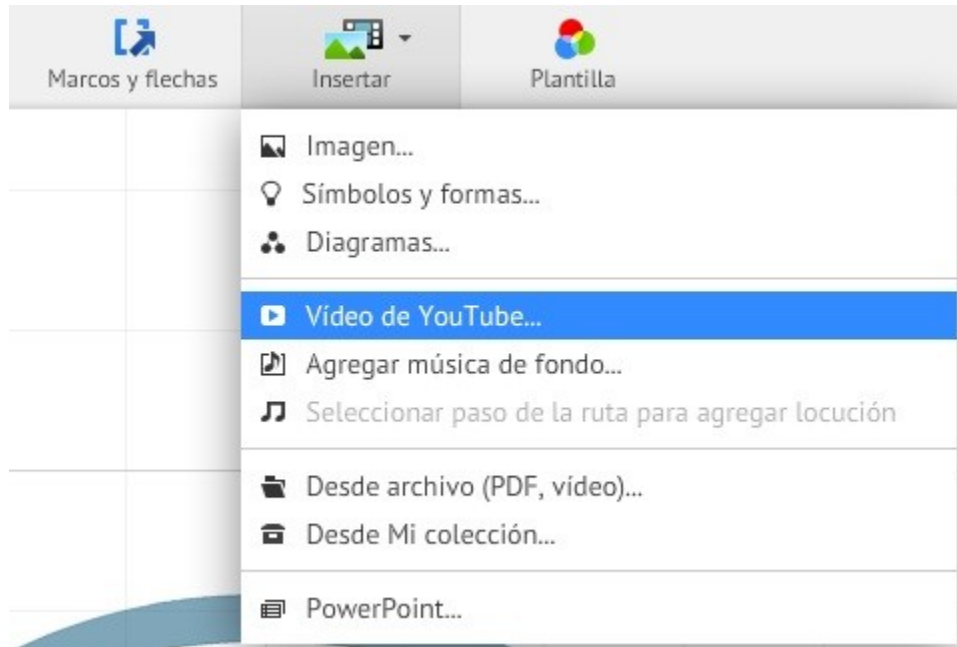 Marcos y flechas
Insertar
Plantilla
Imagen...
Símbolos y formas...
Diagramas...
Vídeo de YouTube...
Agregar música de fondo...
Seleccionar paso de la ruta para agregar locución
Desde archivo (PDF, vídeo)...
Desde Mi colección...
PowerPoint...